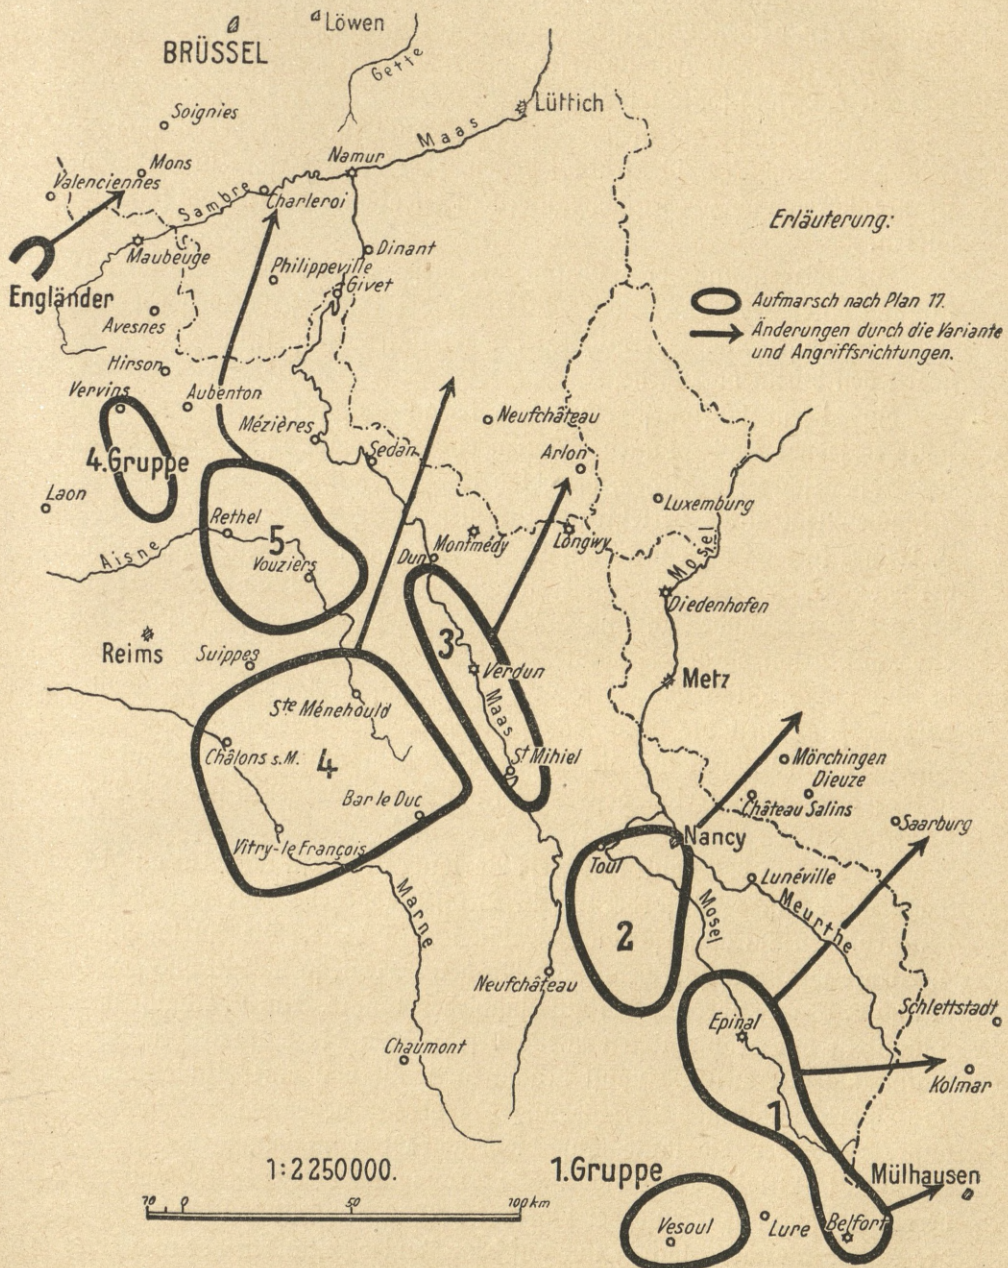 Löwen
BRÜSSEL
Gette
Soignies
Lüttich
Maas
Mons
Namur
Valenciennes
Sambre
Charleroi
Erläuterung:
Maubeuge
Dinant
Philippeville
Givet
Engländer
Aufmarsch nach Plan 17.
Avesnes
Änderungen durch die Variante
und Angriffsrichtungen.
Hirson
Vervins
Aubenton
Neufchâteau
Mézières
Sedan
Arlon
4.Gruppe
Laon
Luxemburg
Rethel
5
Aisne
Vouziers
Dun
Montmédy
Longwy
Mosel
Diedenhofen
Reims
Suippes
3
Verdun
Metz
Maas
Ste Ménehould
Châlons s.M.
4
St Mihiel
Mörchingen
Dieuze
Château Salins
Bar le Duc
Saarburg
Nancy
Vitry-le François
Toul
Lunéville
Marne
Mosel
Meurthe
2
Neufchâteau
Schlettstadt
Epinal
Chaumont
Kolmar
1
1:2250000.
1.Gruppe
Mülhausen
10 0 50 100 km
Vesoul
Lure
Belfort